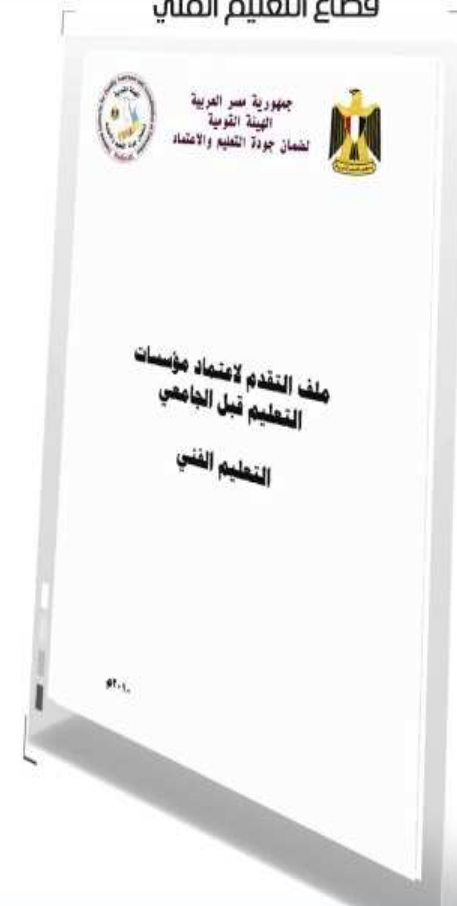 قطاع التعليم الفني
جمهورية مصر العربية
الهيئة القومية
لضمان جودة التعليم والاعتماد
ملف التقدم لاعتماد مؤسسات
التعليم قبل الجامعي
التعليم الفني
٢٠١٠م